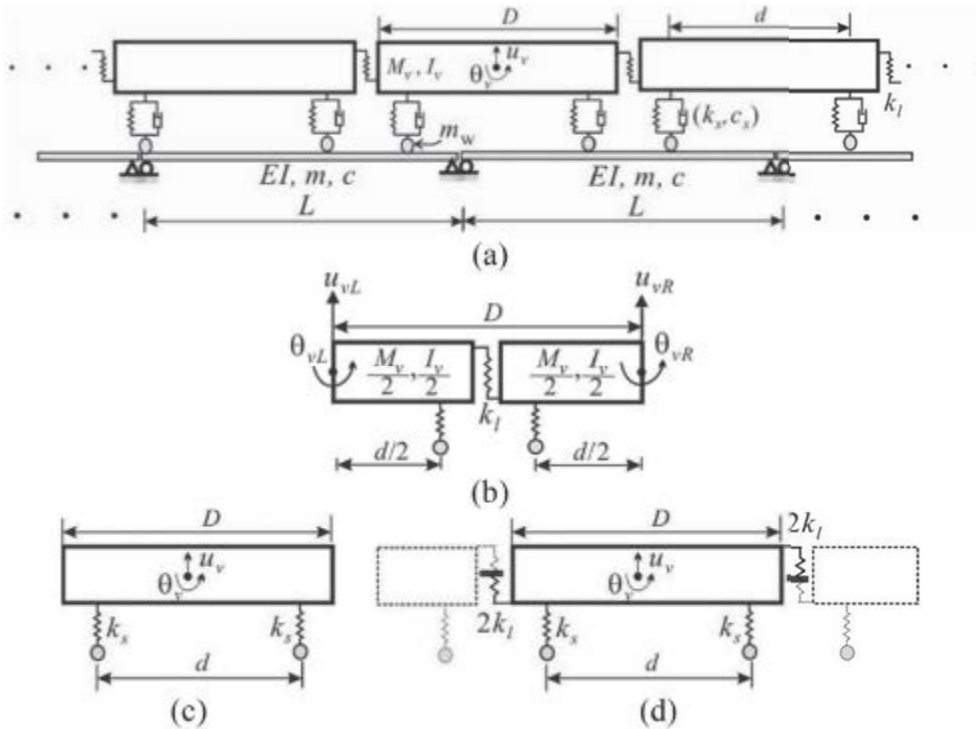 D d
M_v, I_v u_v
θ_v
k_l
(k_s, c_s)
m_w
EI, m, c EI, m, c
L L
(a)
u_vL u_vR
D
θ_vL θ_vR
M_v/2, I_v/2 M_v/2, I_v/2
k_l
d/2 d/2
(b)
D D 2k_l
u_v u_v
θ_v θ_v
k_s k_s 2k_l k_s k_s
d d
(c) (d)